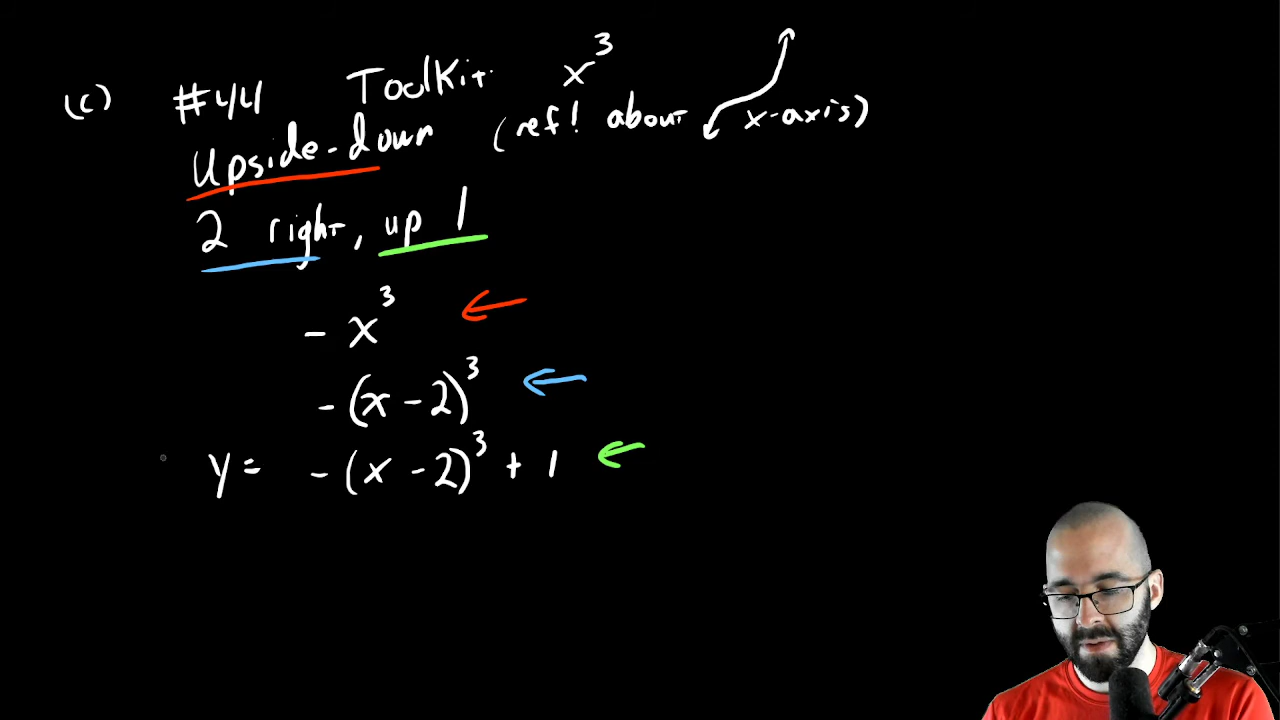 (c) #44 Toolkit x³
Upside-down (ref! about x-axis)
2 right, up 1
- x³
- (x - 2)³
y = - (x - 2)³ + 1